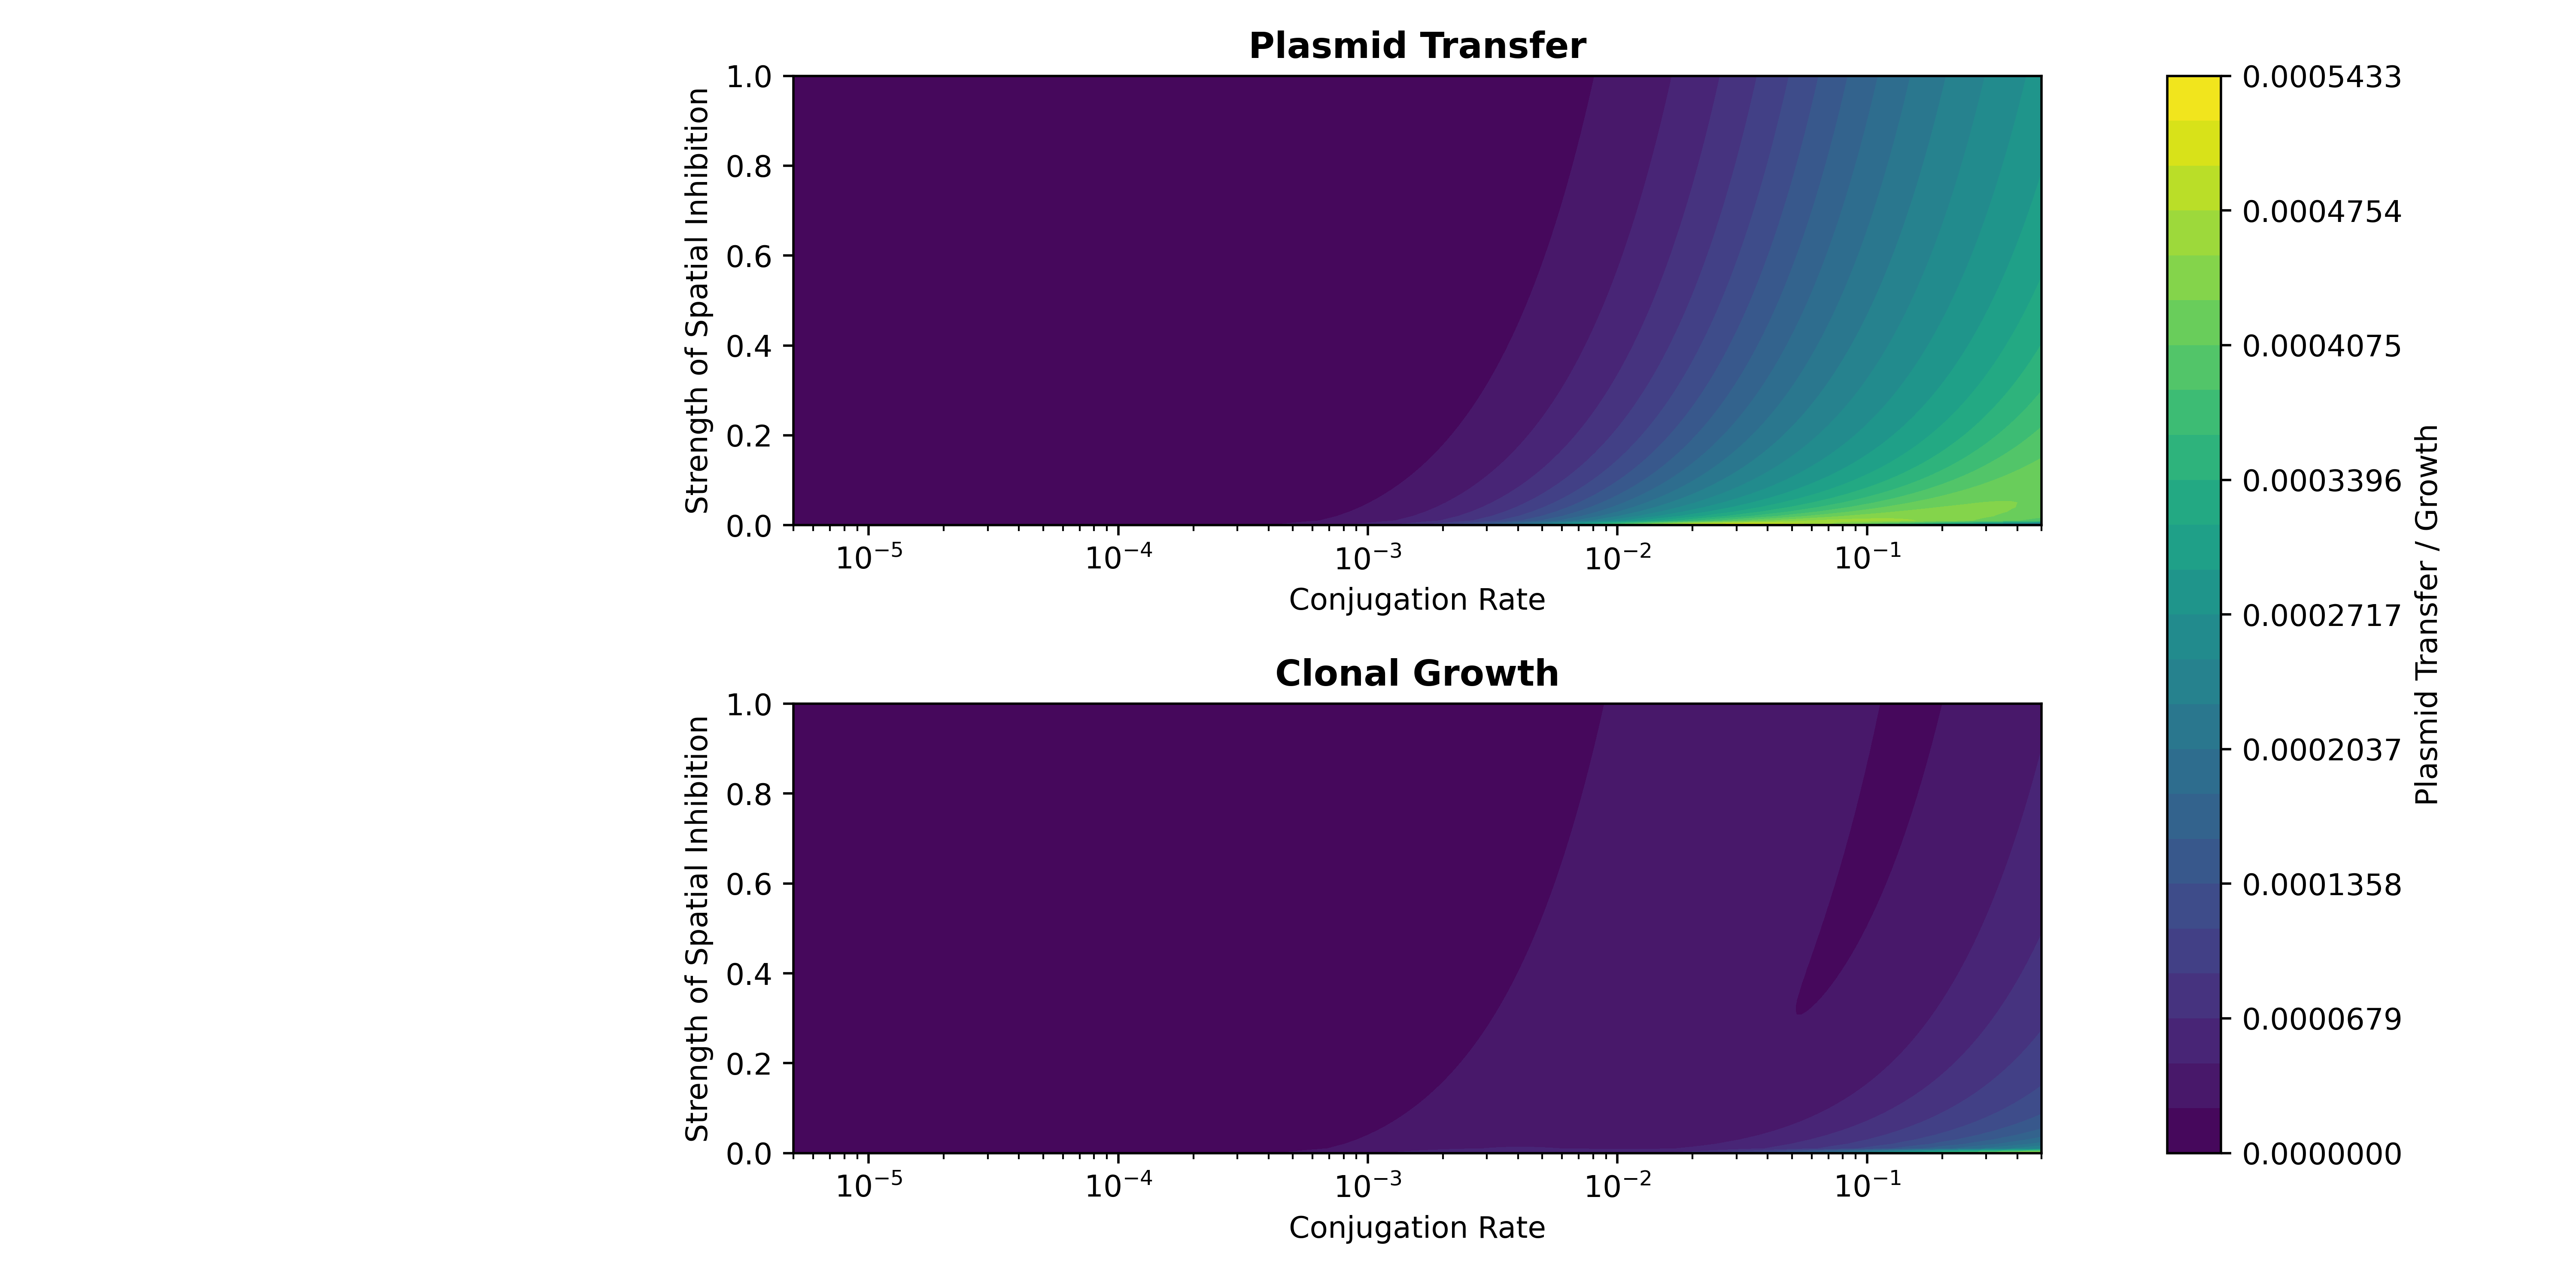 Plasmid Transfer
Strength of Spatial Inhibition
1.0
0.8
0.6
0.4
0.2
0.0
10⁻⁵ 10⁻⁴ 10⁻³ 10⁻² 10⁻¹
Conjugation Rate
Clonal Growth
Strength of Spatial Inhibition
1.0
0.8
0.6
0.4
0.2
0.0
10⁻⁵ 10⁻⁴ 10⁻³ 10⁻² 10⁻¹
Conjugation Rate
0.0005433
0.0004754
0.0004075
0.0003396
0.0002717
0.0002037
0.0001358
0.0000679
0.0000000
Plasmid Transfer / Growth